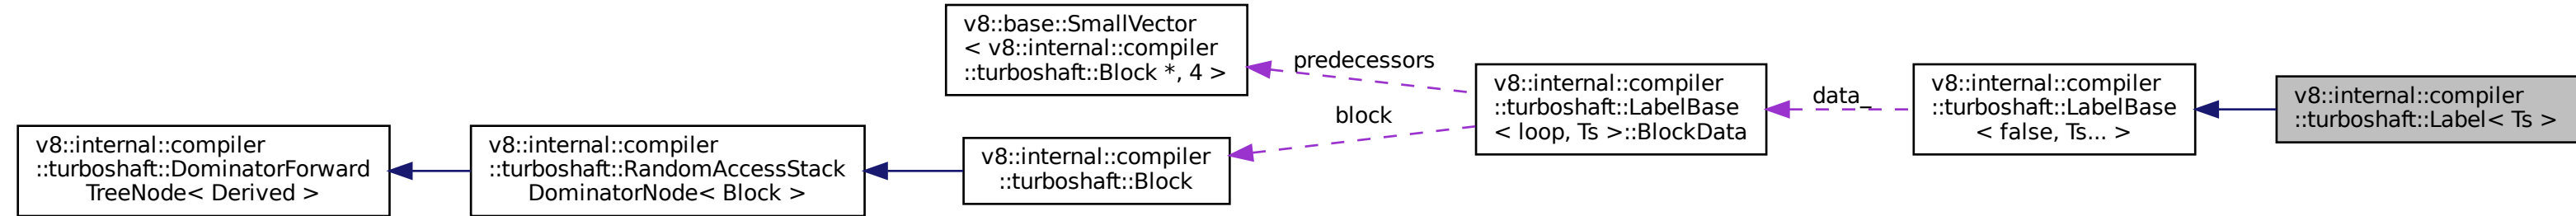 v8::base::SmallVector
< v8::internal::compiler
::turboshaft::Block *, 4 >
predecessors
v8::internal::compiler
::turboshaft::LabelBase
< loop, Ts >::BlockData
data_
v8::internal::compiler
::turboshaft::LabelBase
< false, Ts... >
v8::internal::compiler
::turboshaft::Label< Ts >
block
v8::internal::compiler
::turboshaft::DominatorForward
TreeNode< Derived >
v8::internal::compiler
::turboshaft::RandomAccessStack
DominatorNode< Block >
v8::internal::compiler
::turboshaft::Block